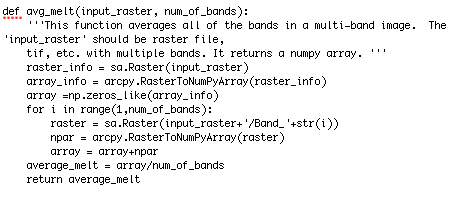 def avg_melt(input_raster, num_of_bands):
    '''This function averages all of the bands in a multi-band image.  The
'input_raster' should be raster file,
    tif, etc. with multiple bands. It returns a numpy array. '''
    raster_info = sa.Raster(input_raster)
    array_info = arcpy.RasterToNumPyArray(raster_info)
    array =np.zeros_like(array_info)
    for i in range(1,num_of_bands):
        raster = sa.Raster(input_raster+'/Band_'+str(i))
        npar = arcpy.RasterToNumPyArray(raster)
        array = array+npar
    average_melt = array/num_of_bands
    return average_melt